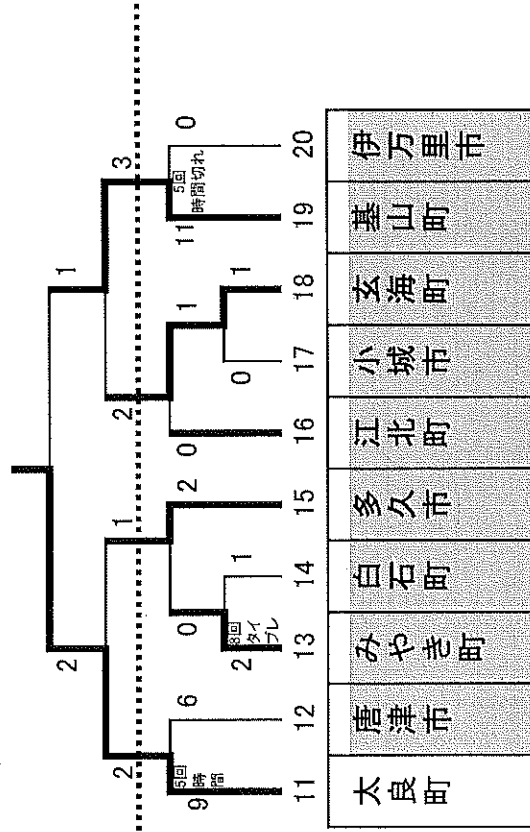 1
2
3
2
1
2
0
5回
時間切れ
11
1
1
0
0
2
1
0
8回
タイ
ブレ
2
6
5回
時間
9
20
19
18
17
16
15
14
13
12
11
伊万里市
基山町
玄海町
小城市
江北町
多久市
白石町
みやき町
唐津市
太良町